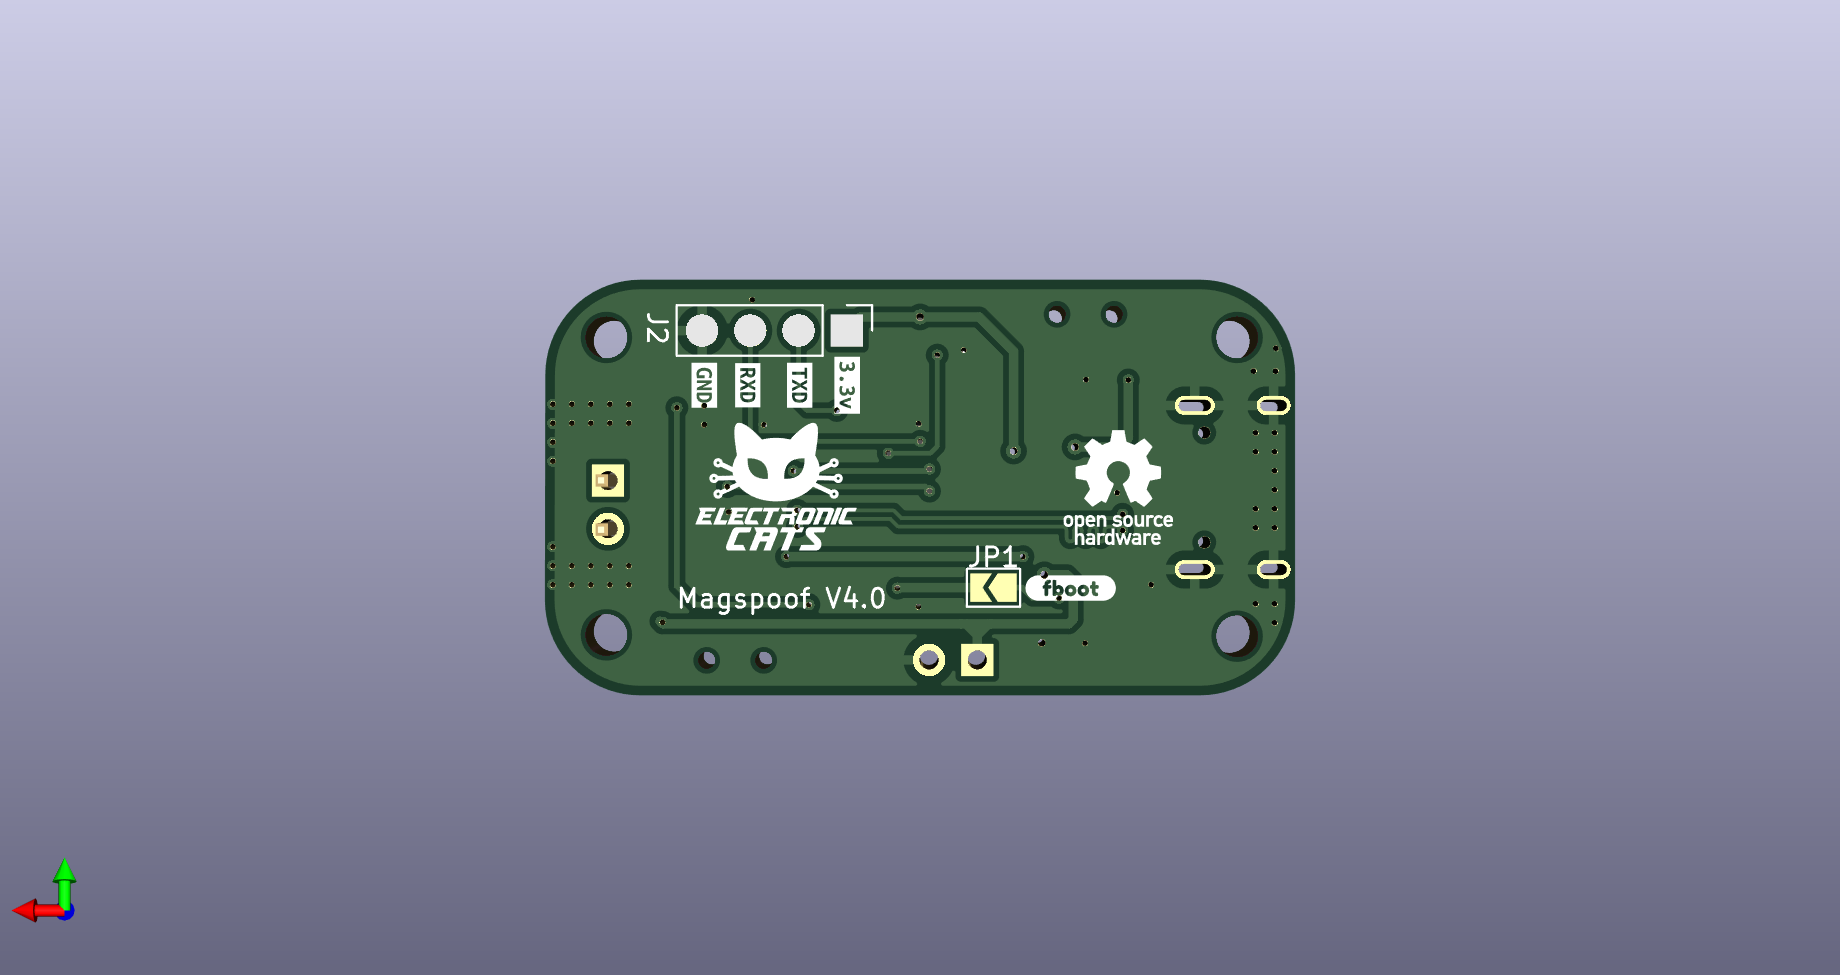 J2
GND
RXD
TXD
3.3v
ELECTRONIC
CATS
open source
hardware
JP1
fboot
Magspoof V4.0